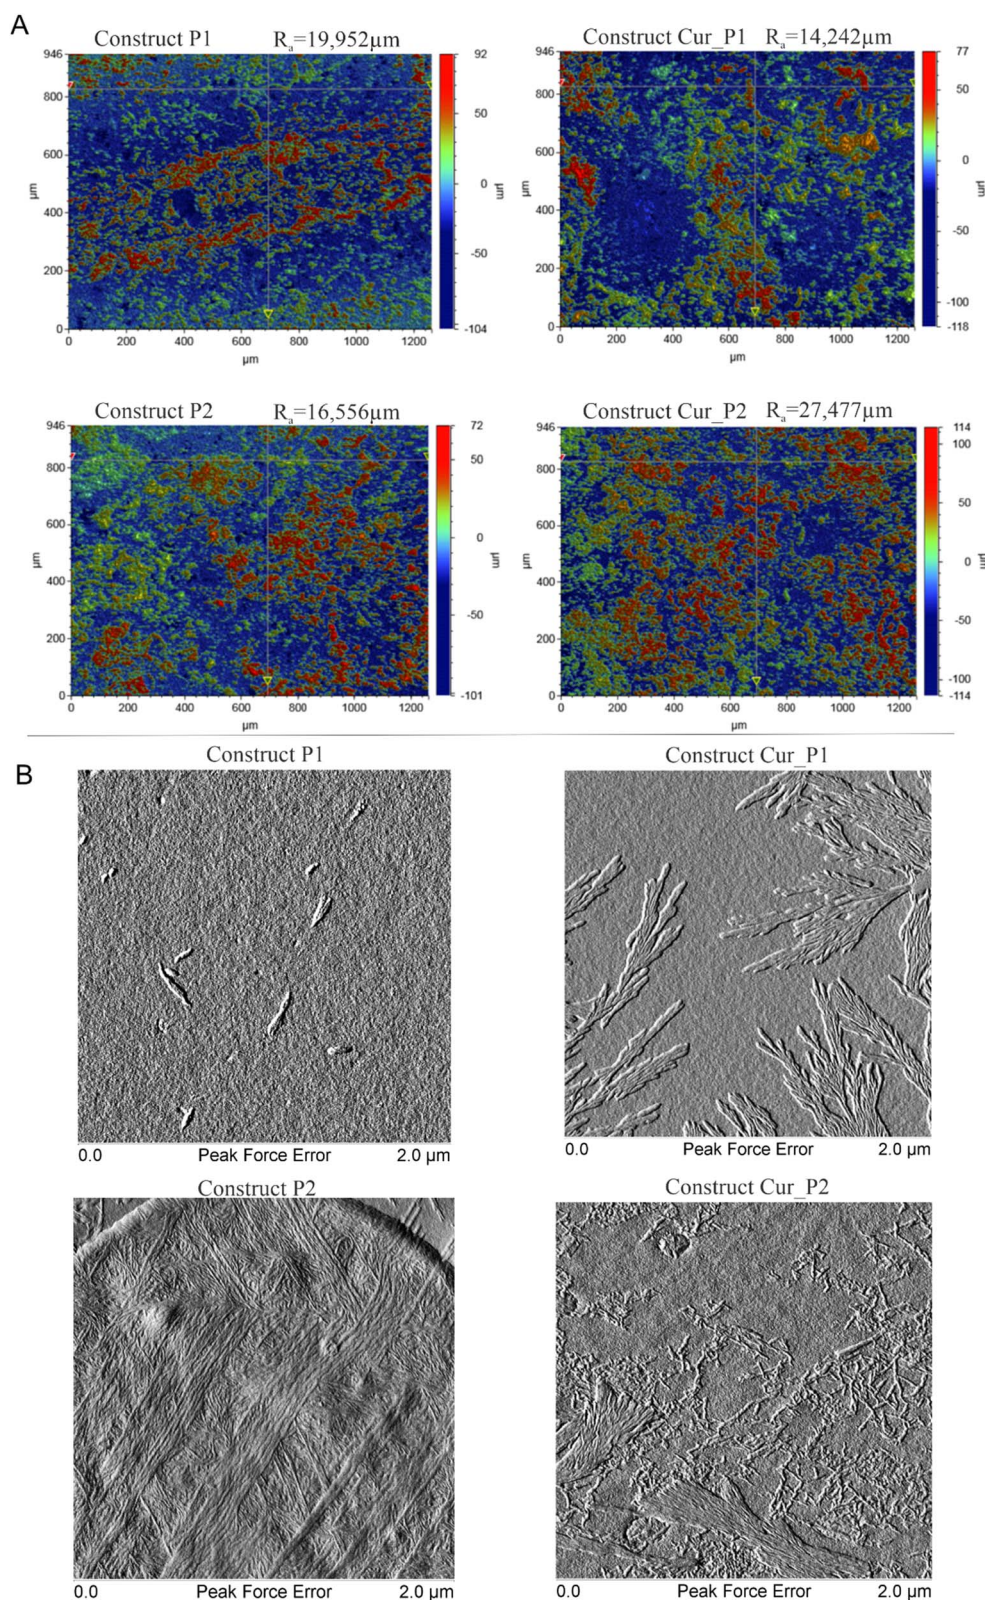 A
Construct P1 Rₐ=19,952µm
946 92
800
600 50
400 0
200 -50
0 -104
µm µm
0 200 400 600 800 1000 1200
µm
Construct Cur_P1 Rₐ=14,242µm
946 77
800 50
600
400 0
200 -50
0 -100
-118
µm µm
0 200 400 600 800 1000 1200
µm
Construct P2 Rₐ=16,556µm
946 72
800 50
600
400 0
200 -50
0 -101
µm µm
0 200 400 600 800 1000 1200
µm
Construct Cur_P2 Rₐ=27,477µm
946 114
800 100
600 50
400 0
200 -50
0 -100
-114
µm µm
0 200 400 600 800 1000 1200
µm
B
Construct P1
0.0 Peak Force Error 2.0 µm
Construct Cur_P1
0.0 Peak Force Error 2.0 µm
Construct P2
0.0 Peak Force Error 2.0 µm
Construct Cur_P2
0.0 Peak Force Error 2.0 µm